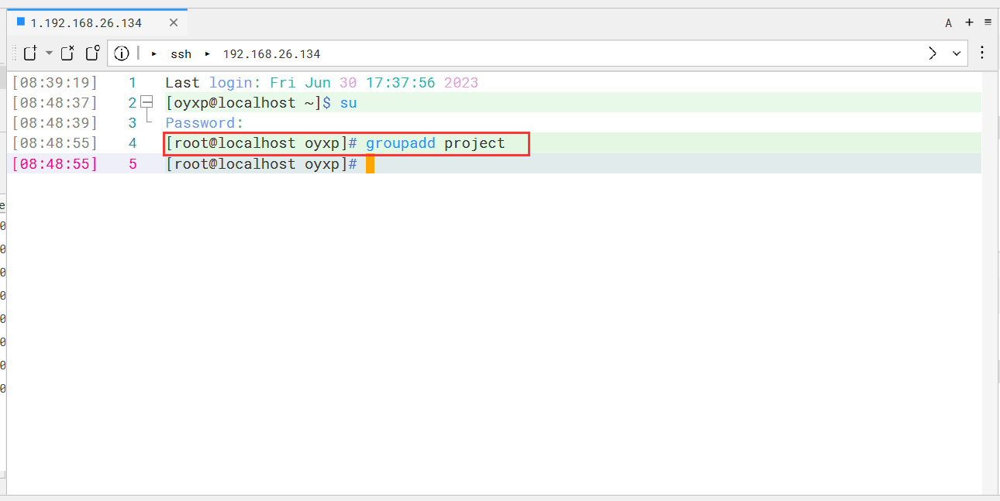 1.192.168.26.134
A
ssh 192.168.26.134
[08:39:19] 1 Last login: Fri Jun 30 17:37:56 2023
[08:48:37] 2 [oyxp@localhost ~]$ su
[08:48:39] 3 Password:
[08:48:55] 4 [root@localhost oyxp]# groupadd project
[08:48:55] 5 [root@localhost oyxp]#